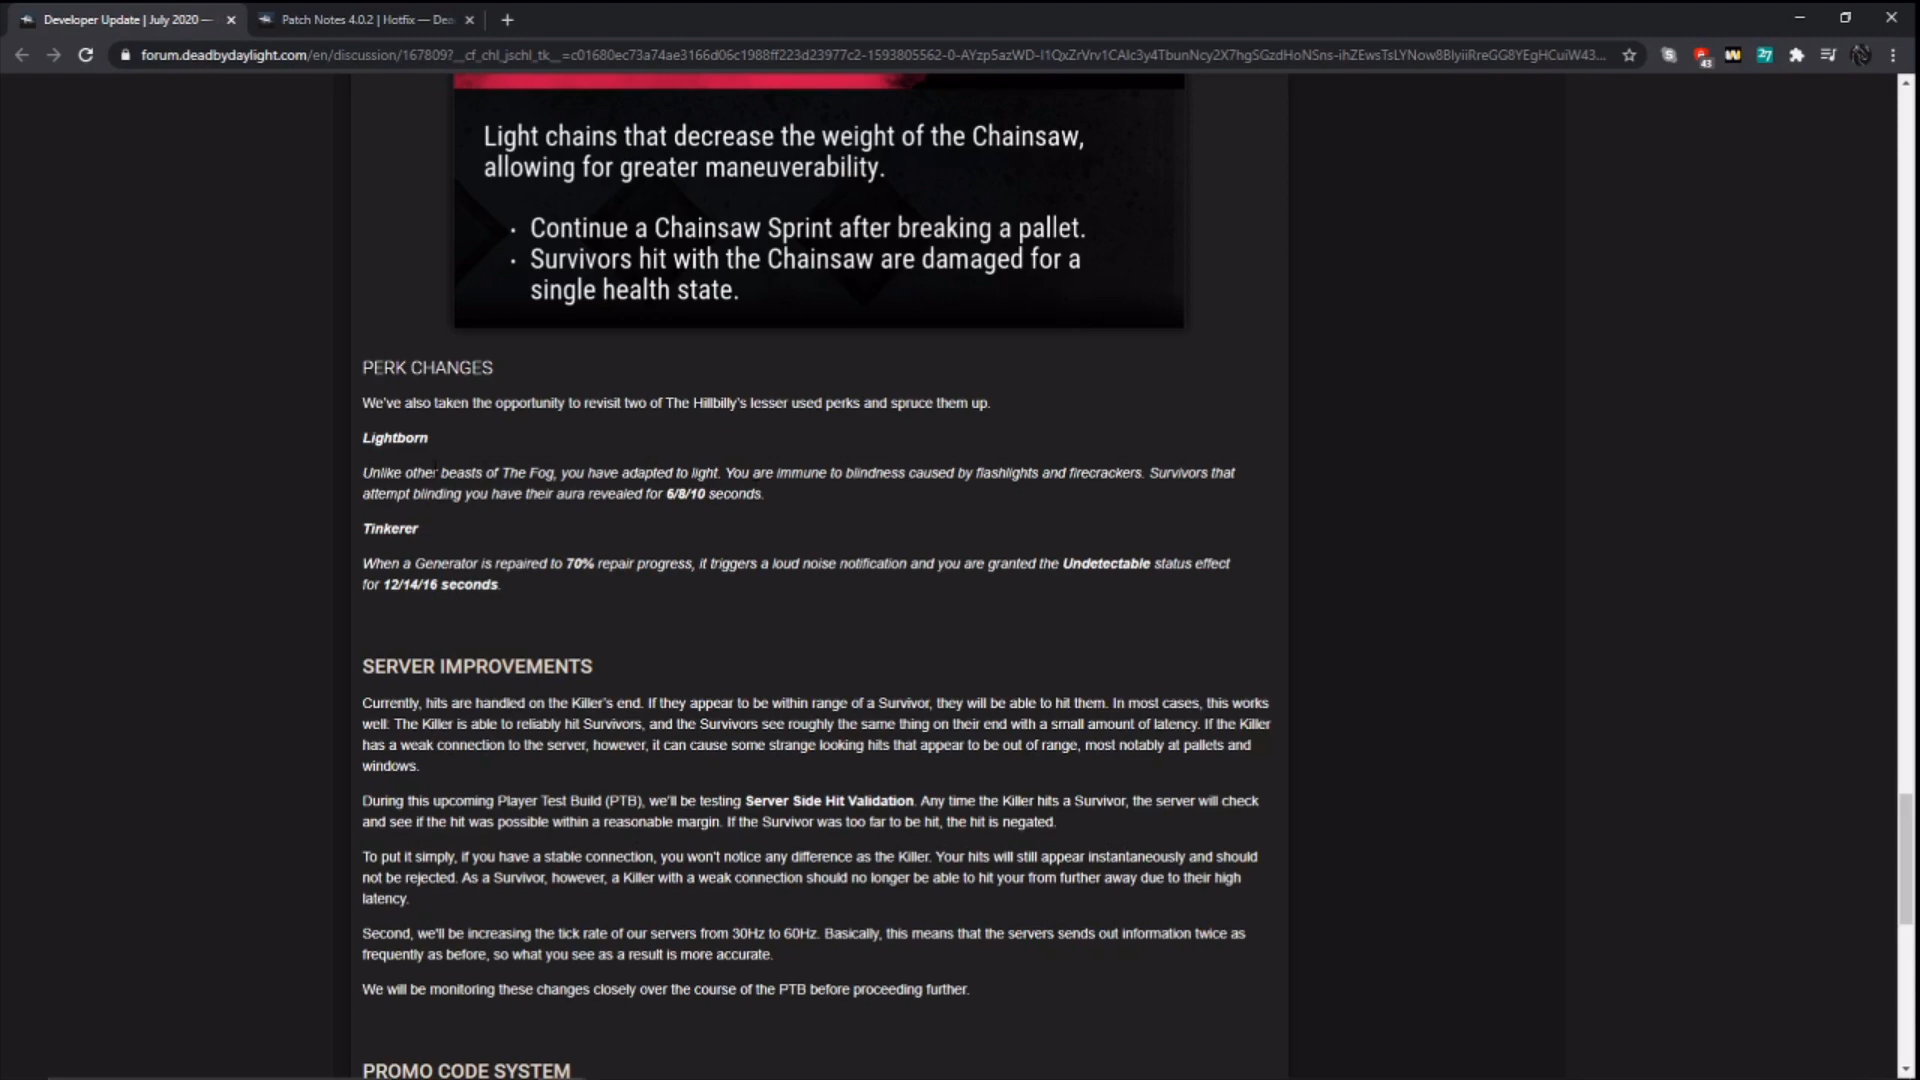 Developer Update | July 2020 —
Patch Notes 4.0.2 | Hotfix — Dea
forum.deadbydaylight.com/en/discussion/167809?__cf_chl_jschl_tk__=c01680ec73a74ae3166d06c1988ff223d23977c2-1593805562-0-
43
27
Light chains that decrease the weight of the Chainsaw,
allowing for greater maneuverability.
· Continue a Chainsaw Sprint after breaking a pallet.
· Survivors hit with the Chainsaw are damaged for a
single health state.
PERK CHANGES
We've also taken the opportunity to revisit two of The Hillbilly's lesser used perks and spruce them up.
Lightborn
Unlike other beasts of The Fog, you have adapted to light. You are immune to blindness caused by flashlights and firecrackers. Survivors that
attempt blinding you have their aura revealed for 6/8/10 seconds.
Tinkerer
When a Generator is repaired to 70% repair progress, it triggers a loud noise notification and you are granted the Undetectable status effect
for 12/14/16 seconds.
SERVER IMPROVEMENTS
Currently, hits are handled on the Killer's end. If they appear to be within range of a Survivor, they will be able to hit them. In most cases, this works
well: The Killer is able to reliably hit Survivors, and the Survivors see roughly the same thing on their end with a small amount of latency. If the Killer
has a weak connection to the server, however, it can cause some strange looking hits that appear to be out of range, most notably at pallets and
windows.
During this upcoming Player Test Build (PTB), we'll be testing Server Side Hit Validation. Any time the Killer hits a Survivor, the server will check
and see if the hit was possible within a reasonable margin. If the Survivor was too far to be hit, the hit is negated.
To put it simply, if you have a stable connection, you won't notice any difference as the Killer. Your hits will still appear instantaneously and should
not be rejected. As a Survivor, however, a Killer with a weak connection should no longer be able to hit your from further away due to their high
latency.
Second, we'll be increasing the tick rate of our servers from 30Hz to 60Hz. Basically, this means that the servers sends out information twice as
frequently as before, so what you see as a result is more accurate.
We will be monitoring these changes closely over the course of the PTB before proceeding further.
PROMO CODE SYSTEM